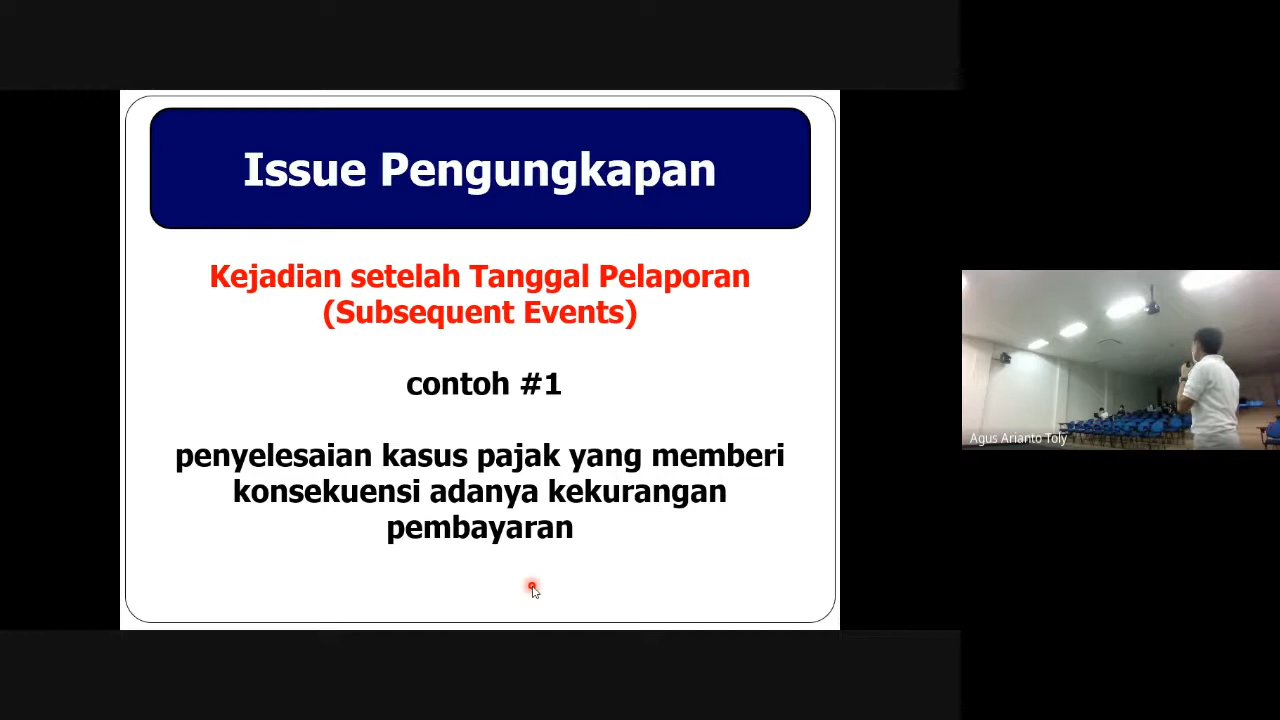 Issue Pengungkapan
Kejadian setelah Tanggal Pelaporan
(Subsequent Events)
contoh #1
penyelesaian kasus pajak yang memberi
konsekuensi adanya kekurangan
pembayaran
Agus Arianto Toly